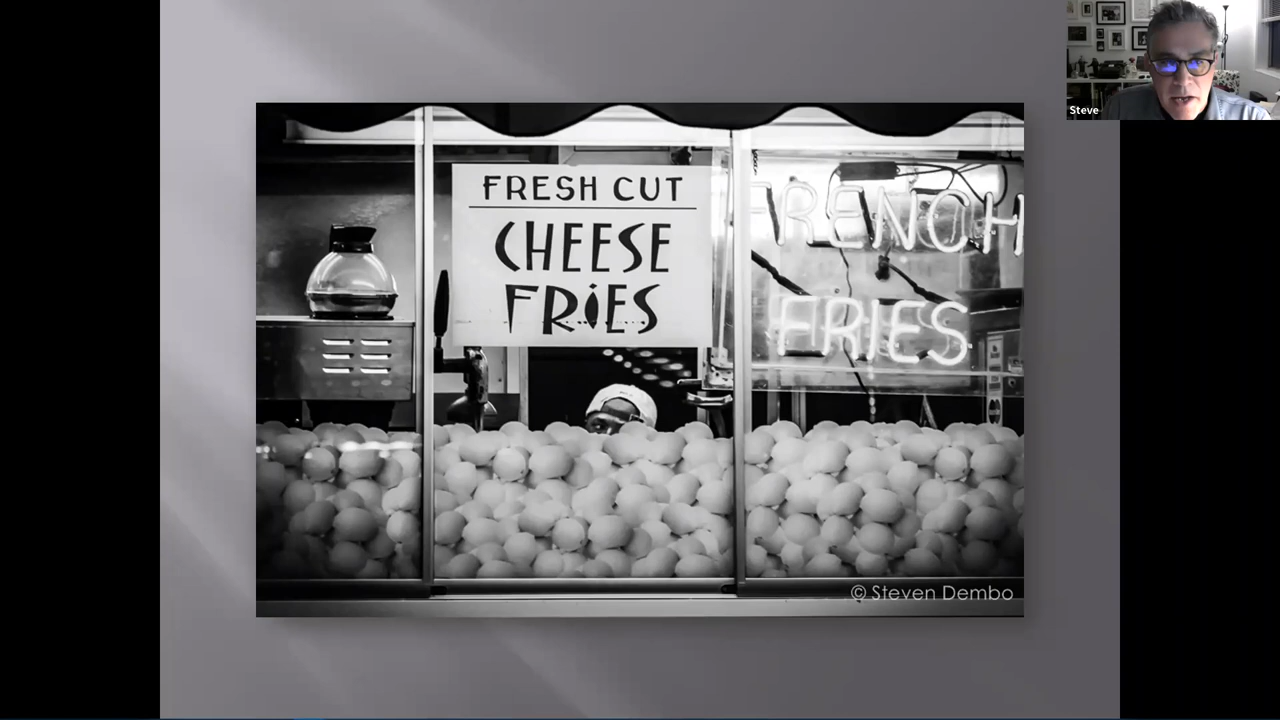 FRESH CUT
CHEESE
FRIES
FRENCH
FRIES
© Steven Dembo
Steve